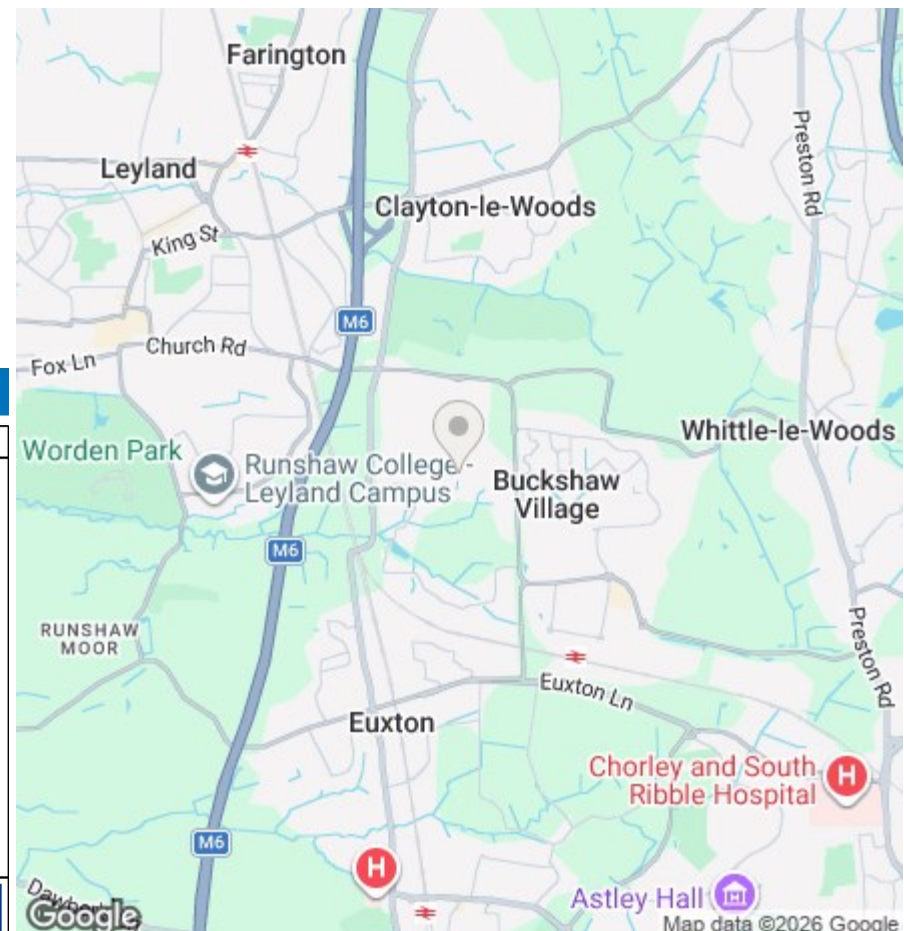 Farington
Leyland
Preston Rd
Clayton-le-Woods
King St
M6
Church Rd
Fox Ln
Whittle-le-Woods
Worden Park
Runshaw College -
Leyland Campus
Buckshaw
Village
M6
RUNSHAW
MOOR
Preston Rd
Euxton Ln
Euxton
Chorley and South
Ribble Hospital
H
M6
H
Astley Hall
Google
Map data ©2026 Google